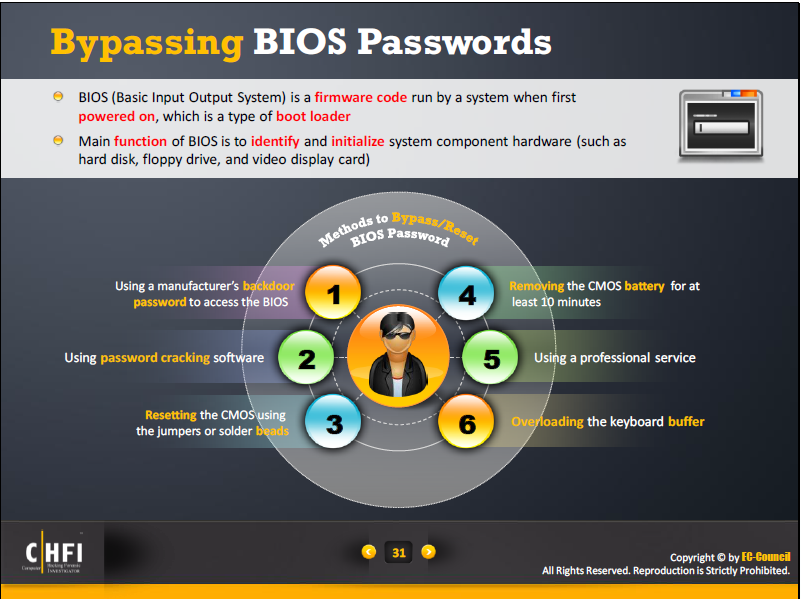 Bypassing BIOS Passwords
BIOS (Basic Input Output System) is a firmware code run by a system when first
powered on, which is a type of boot loader
Main function of BIOS is to identify and initialize system component hardware (such as
hard disk, floppy drive, and video display card)
Methods to Bypass/Reset
BIOS Password
Using a manufacturer's backdoor
password to access the BIOS
1
Using password cracking software
2
Resetting the CMOS using
the jumpers or solder beads
3
4
Removing the CMOS battery for at
least 10 minutes
5
Using a professional service
6
Overloading the keyboard buffer
CHFI
Computer Hacking Forensic
INVESTIGATOR
31
Copyright © by EC-Council
All Rights Reserved. Reproduction is Strictly Prohibited.